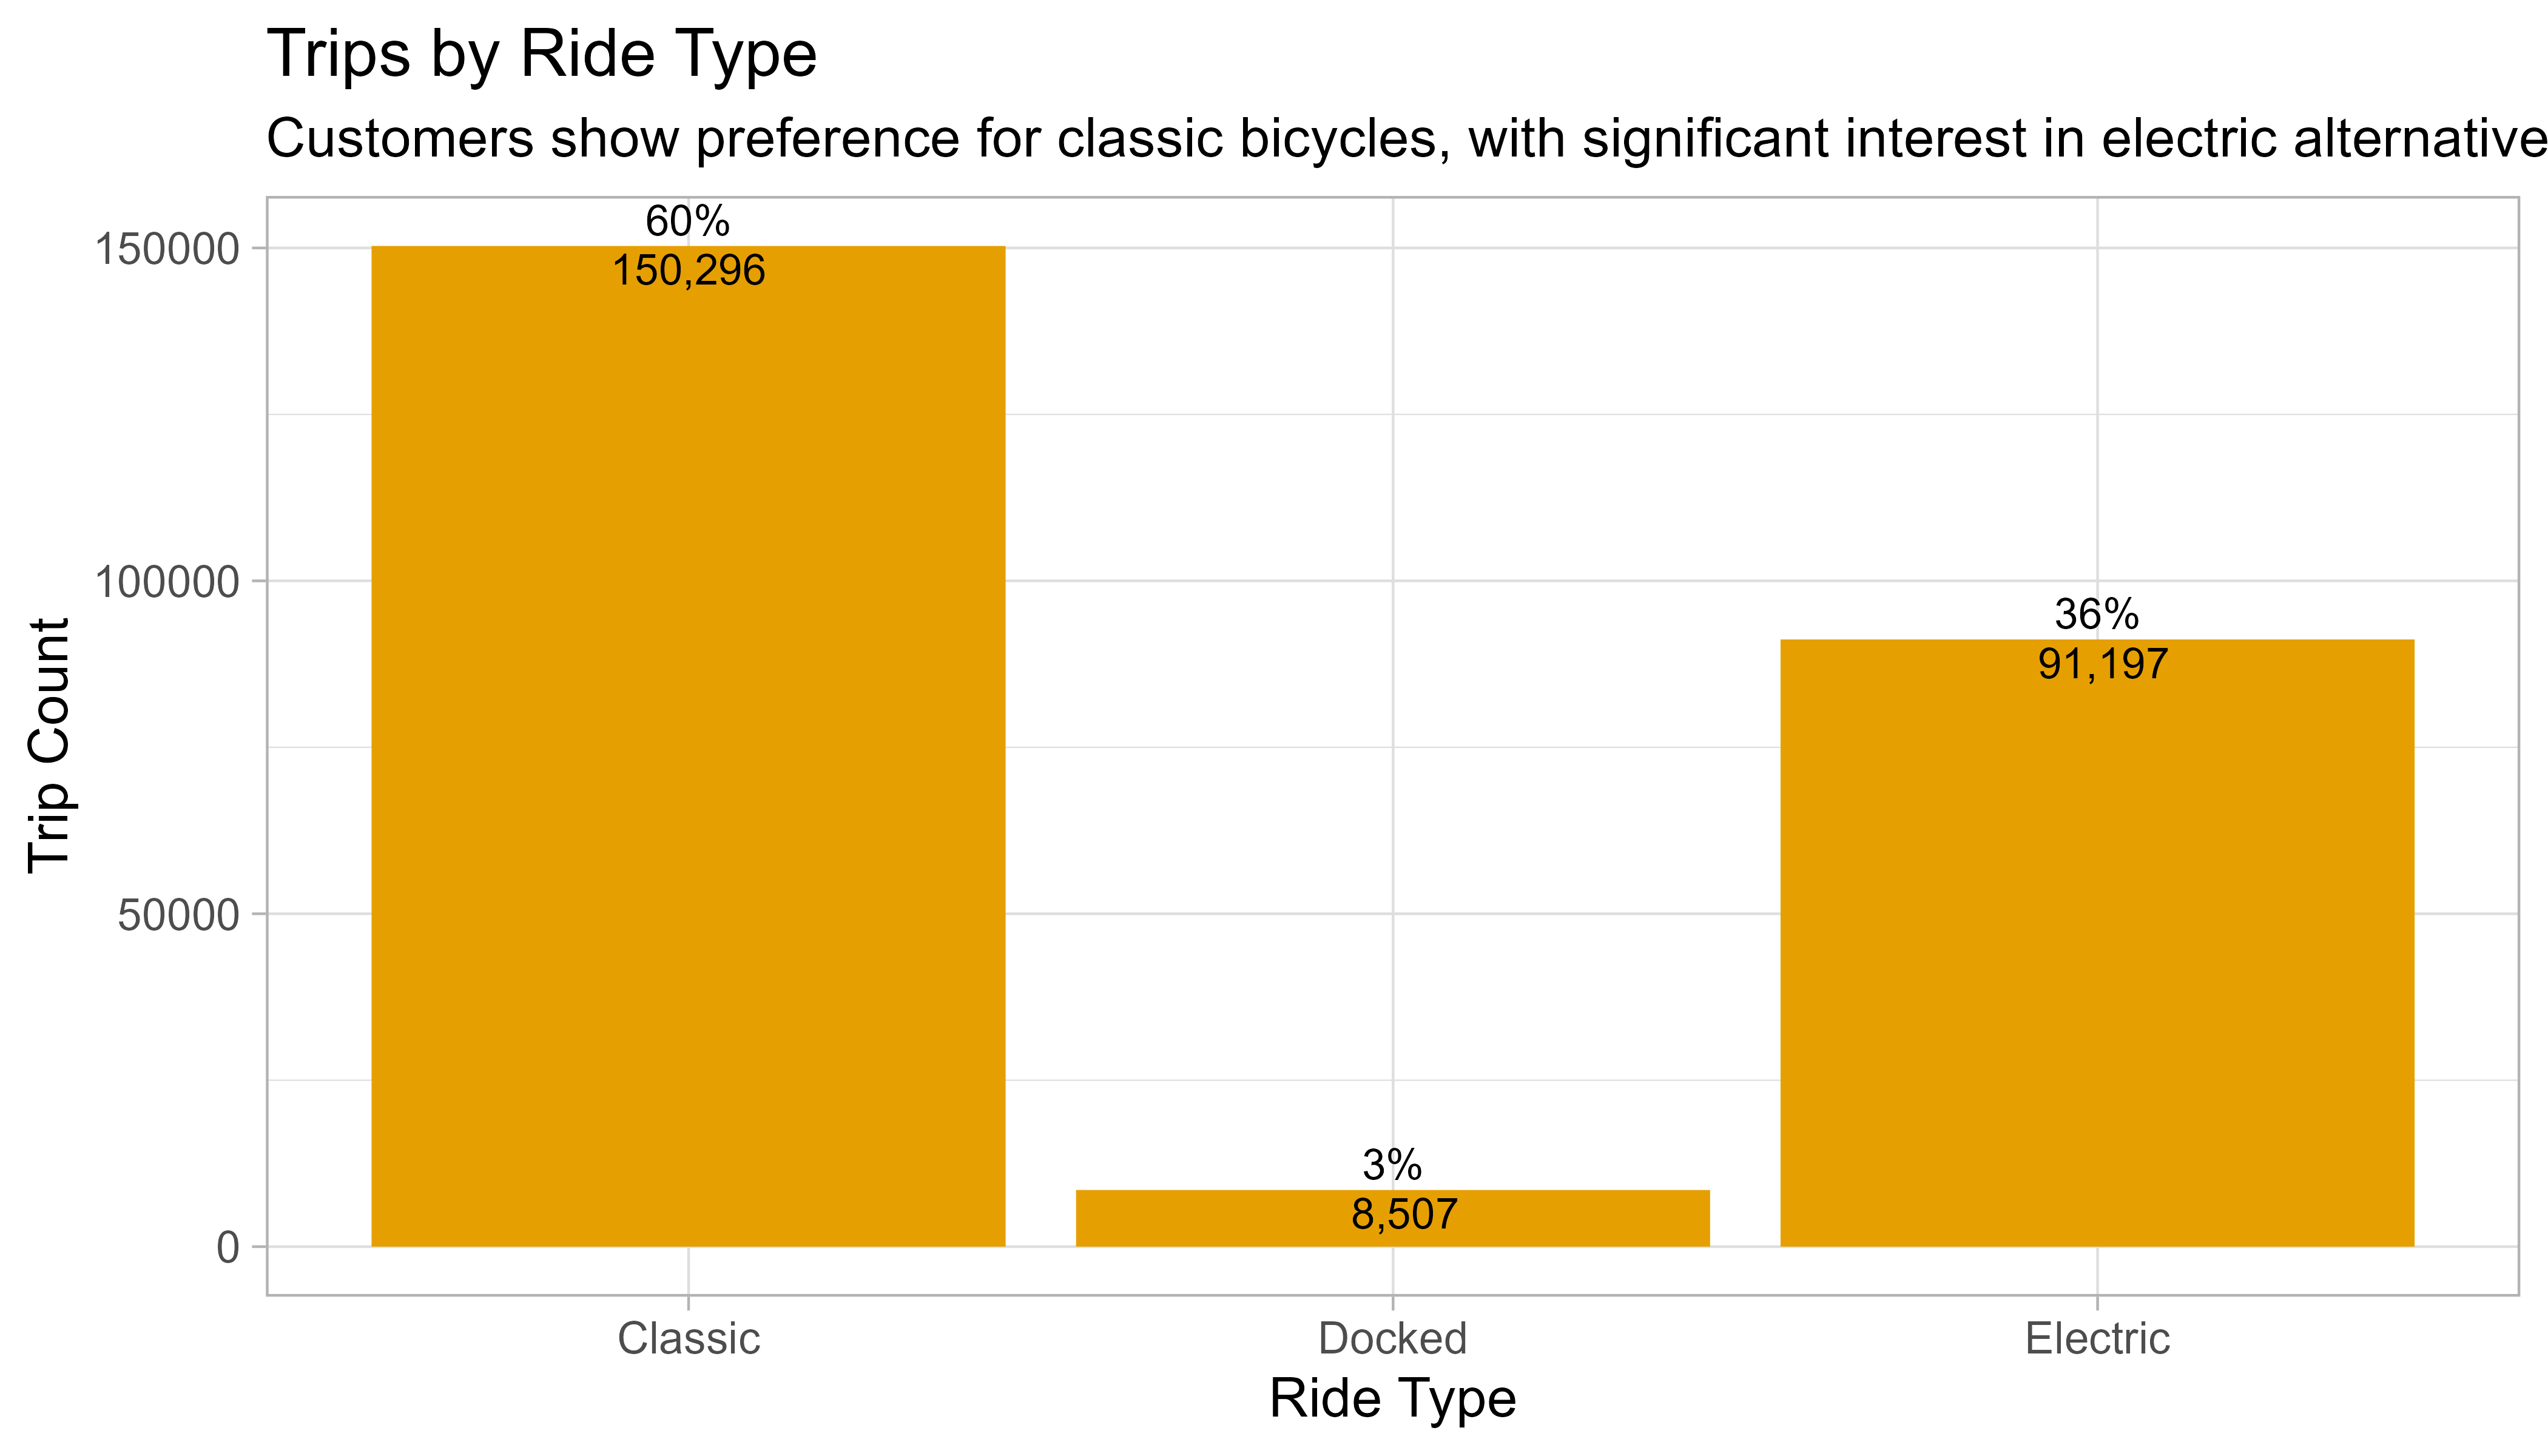 Trips by Ride Type
Customers show preference for classic bicycles, with significant interest in electric alternative
60%
150000
150,296
100000
36%
91,197
Trip Count
50000
3%
8,507
0
Classic
Docked
Electric
Ride Type